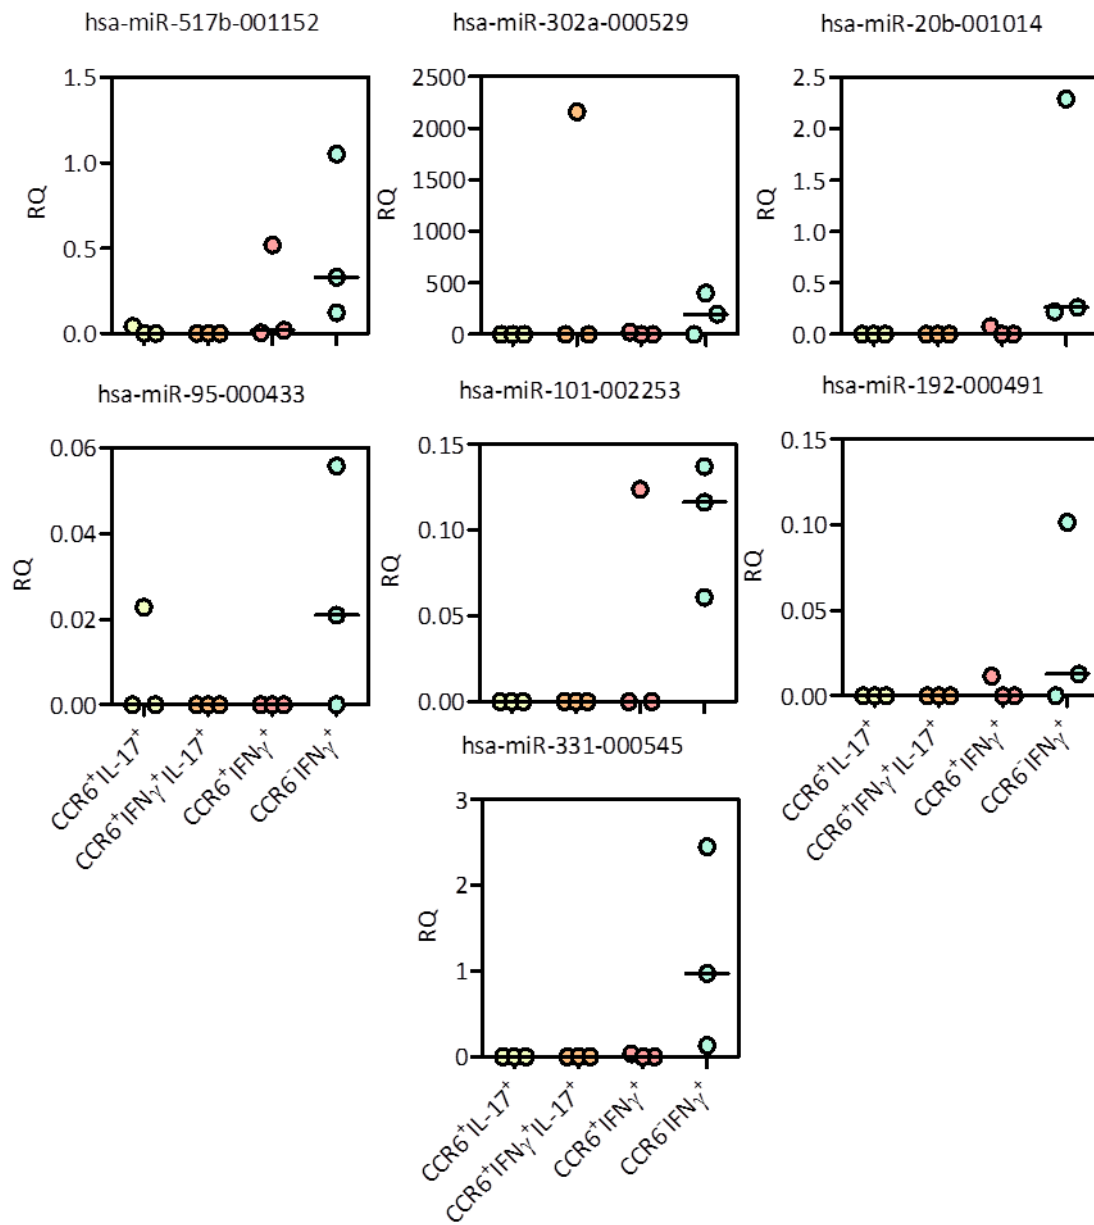 hsa-miR-517b-001152
hsa-miR-302a-000529
hsa-miR-20b-001014
RQ
1.5
1.0
0.5
0.0
RQ
2500
2000
1500
1000
500
0
RQ
2.5
2.0
1.5
1.0
0.5
0.0
hsa-miR-95-000433
hsa-miR-101-002253
hsa-miR-192-000491
RQ
0.06
0.04
0.02
0.00
CCR6⁺IL-17⁺
CCR6⁺IFNγ⁺IL-17⁺
CCR6⁺IFNγ⁺
CCR6⁻IFNγ⁺
RQ
0.15
0.10
0.05
0.00
RQ
0.15
0.10
0.05
0.00
CCR6⁺IL-17⁺
CCR6⁺IFNγ⁺IL-17⁺
CCR6⁺IFNγ⁺
CCR6⁻IFNγ⁺
hsa-miR-331-000545
RQ
3
2
1
0
CCR6⁺IL-17⁺
CCR6⁺IFNγ⁺IL-17⁺
CCR6⁺IFNγ⁺
CCR6⁻IFNγ⁺